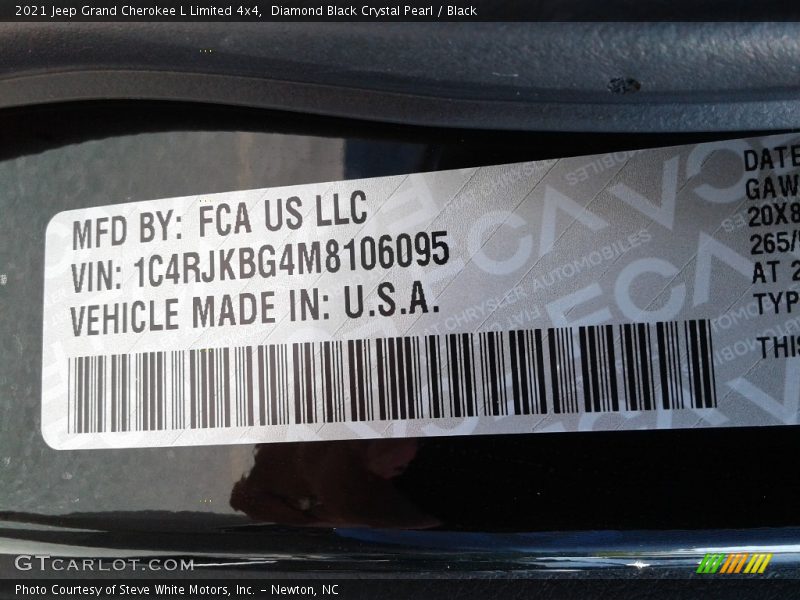 2021 Jeep Grand Cherokee L Limited 4x4, Diamond Black Crystal Pearl / Black
MFD BY: FCA US LLC
VIN: 1C4RJKBG4M8106095
VEHICLE MADE IN: U.S.A.
DATE
GAW
20X8
265/
AT 2
TYP
THIS
CHRYSLER AUTOMOBILES
GTCARLOT.COM
Photo Courtesy of Steve White Motors, Inc. – Newton, NC